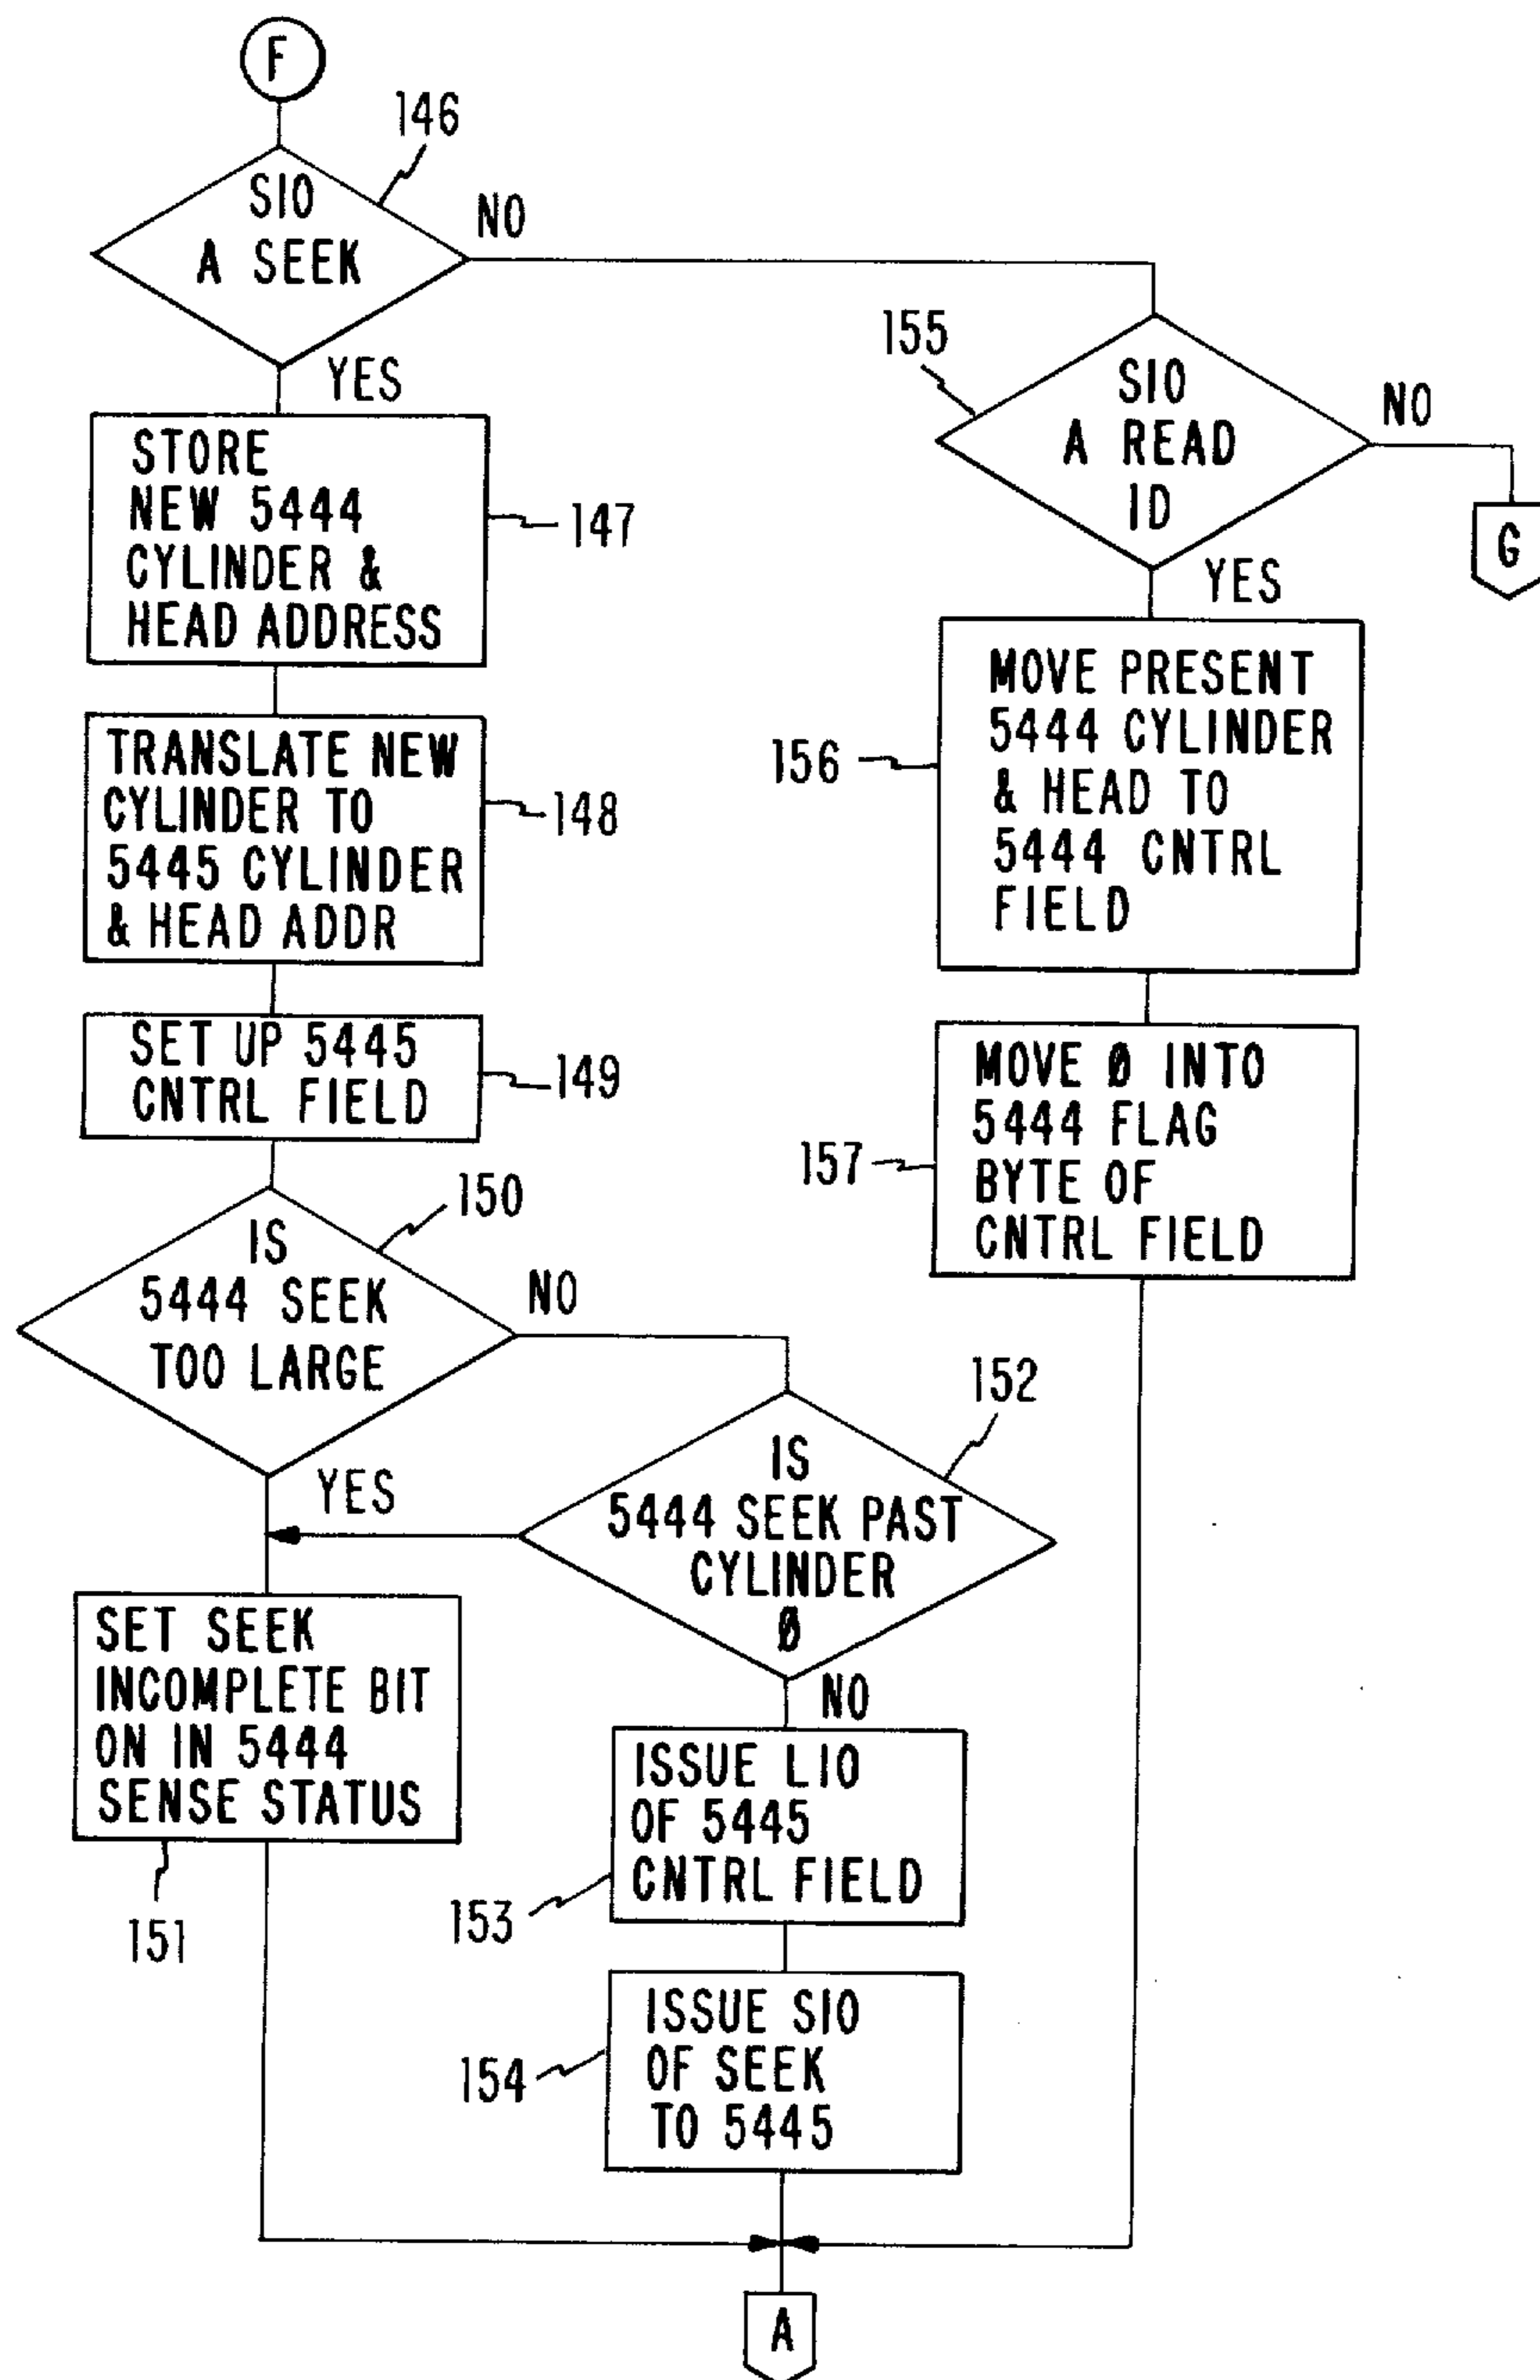 F
146
SIO
A SEEK
NO
YES
155
SIO
A READ
ID
NO
G
YES
STORE
NEW 5444
CYLINDER &
HEAD ADDRESS
147
TRANSLATE NEW
CYLINDER TO
5445 CYLINDER
& HEAD ADDR
148
SET UP 5445
CNTRL FIELD
149
MOVE PRESENT
5444 CYLINDER
& HEAD TO
5444 CNTRL
FIELD
156
MOVE Ø INTO
5444 FLAG
BYTE OF
CNTRL FIELD
157
150
IS
5444 SEEK
TOO LARGE
NO
YES
152
IS
5444 SEEK PAST
CYLINDER
Ø
NO
SET SEEK
INCOMPLETE BIT
ON IN 5444
SENSE STATUS
151
ISSUE LIO
OF 5445
CNTRL FIELD
153
ISSUE SIO
OF SEEK
TO 5445
154
A